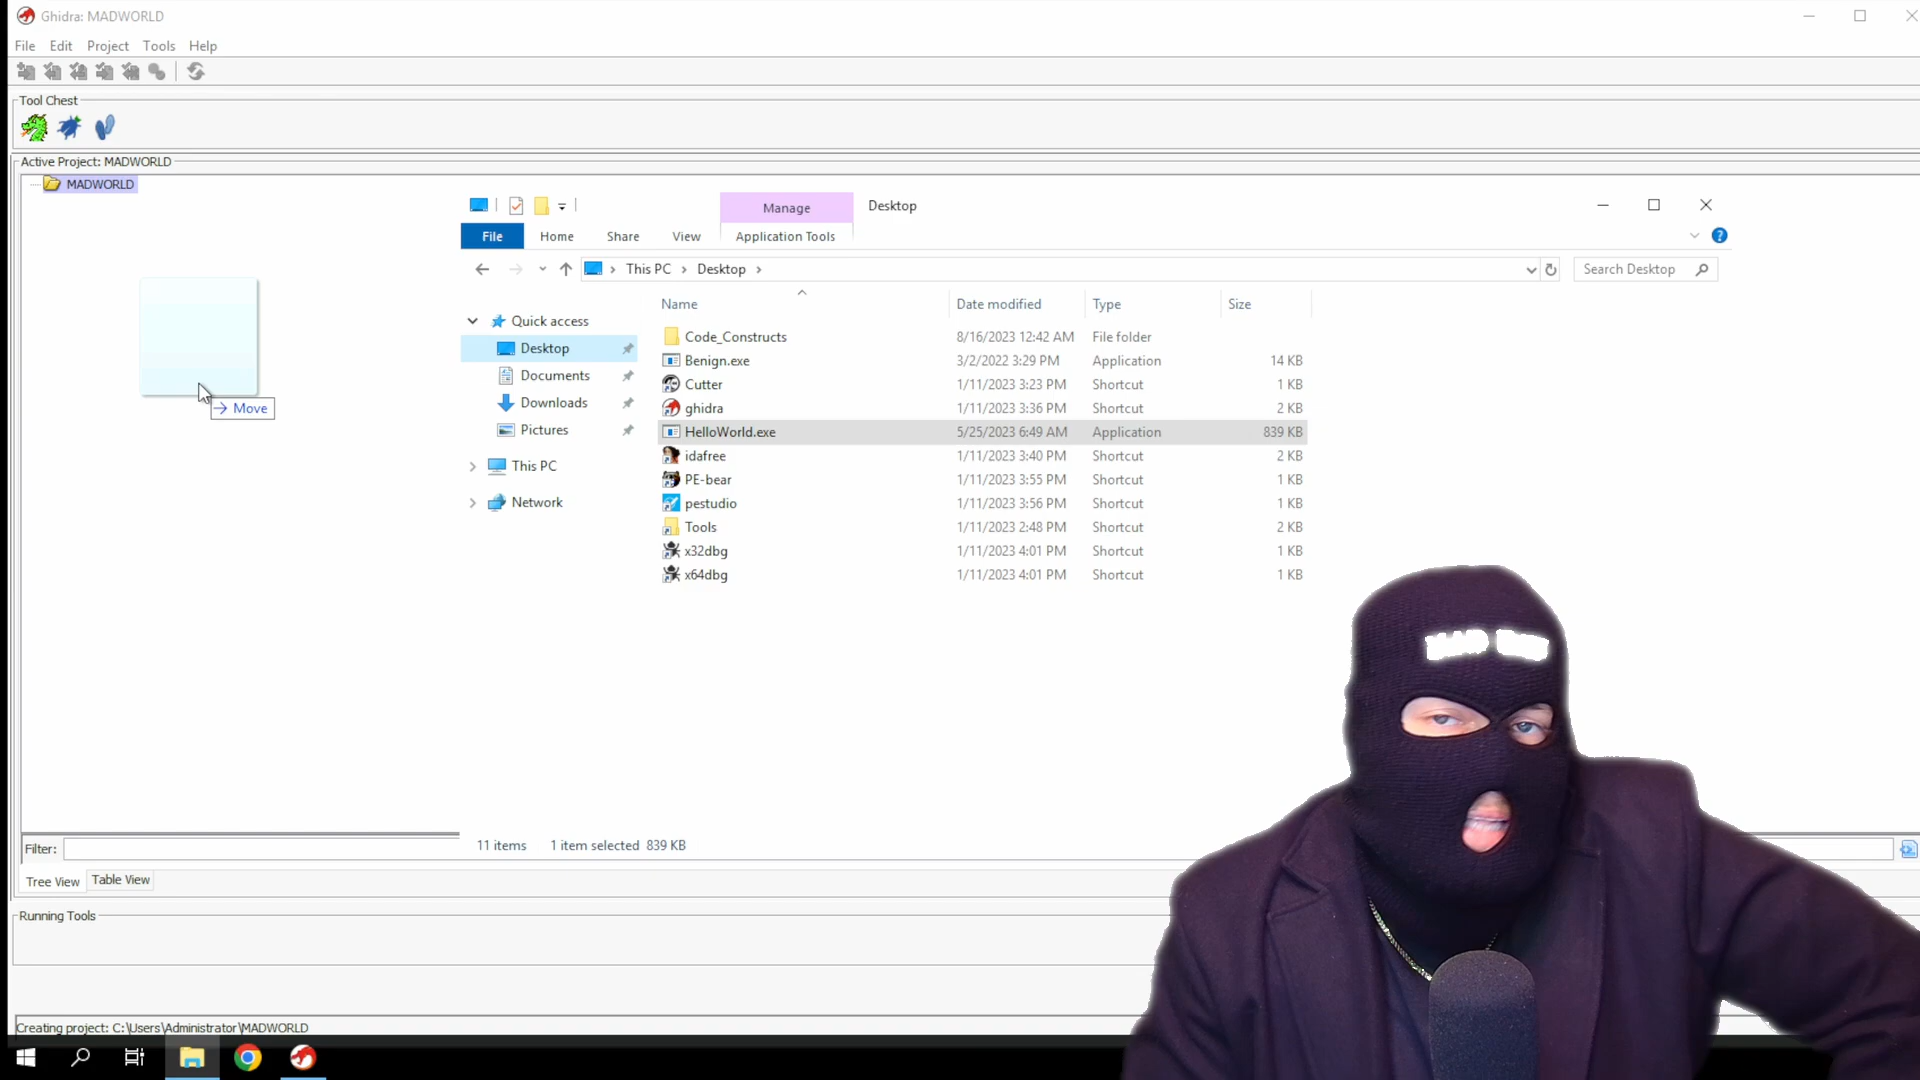 Ghidra: MADWORLD
File Edit Project Tools Help
Tool Chest
Active Project: MADWORLD
MADWORLD
Move
Manage Desktop
File Home Share View Application Tools
This PC Desktop Search Desktop
Name Date modified Type Size
Quick access
Desktop
Documents
Downloads
Pictures
This PC
Network
Code_Constructs 8/16/2023 12:42 AM File folder
Benign.exe 3/2/2022 3:29 PM Application 14 KB
Cutter 1/11/2023 3:23 PM Shortcut 1 KB
ghidra 1/11/2023 3:36 PM Shortcut 2 KB
HelloWorld.exe 5/25/2023 6:49 AM Application 839 KB
idafree 1/11/2023 3:40 PM Shortcut 2 KB
PE-bear 1/11/2023 3:55 PM Shortcut 1 KB
pestudio 1/11/2023 3:56 PM Shortcut 1 KB
Tools 1/11/2023 2:48 PM Shortcut 2 KB
x32dbg 1/11/2023 4:01 PM Shortcut 1 KB
x64dbg 1/11/2023 4:01 PM Shortcut 1 KB
11 items 1 item selected 839 KB
Filter:
Tree View Table View
Running Tools
Creating project: C:\Users\Administrator\MADWORLD